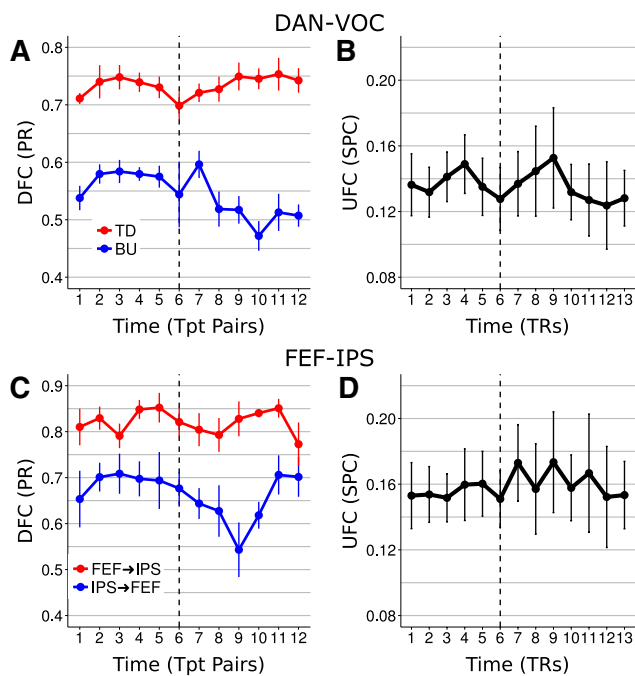 DAN-VOC
A
B
DFC (PR)
0.8
0.7
0.6
0.5
0.4
TD
BU
1 2 3 4 5 6 7 8 9 10 11 12
Time (Tpt Pairs)
UFC (SPC)
0.20
0.16
0.12
0.08
1 2 3 4 5 6 7 8 9 10 11 12 13
Time (TRs)
FEF-IPS
C
D
DFC (PR)
0.9
0.8
0.7
0.6
0.5
0.4
FEF→IPS
IPS→FEF
1 2 3 4 5 6 7 8 9 10 11 12
Time (Tpt Pairs)
UFC (SPC)
0.20
0.16
0.12
0.08
1 2 3 4 5 6 7 8 9 10 11 12 13
Time (TRs)